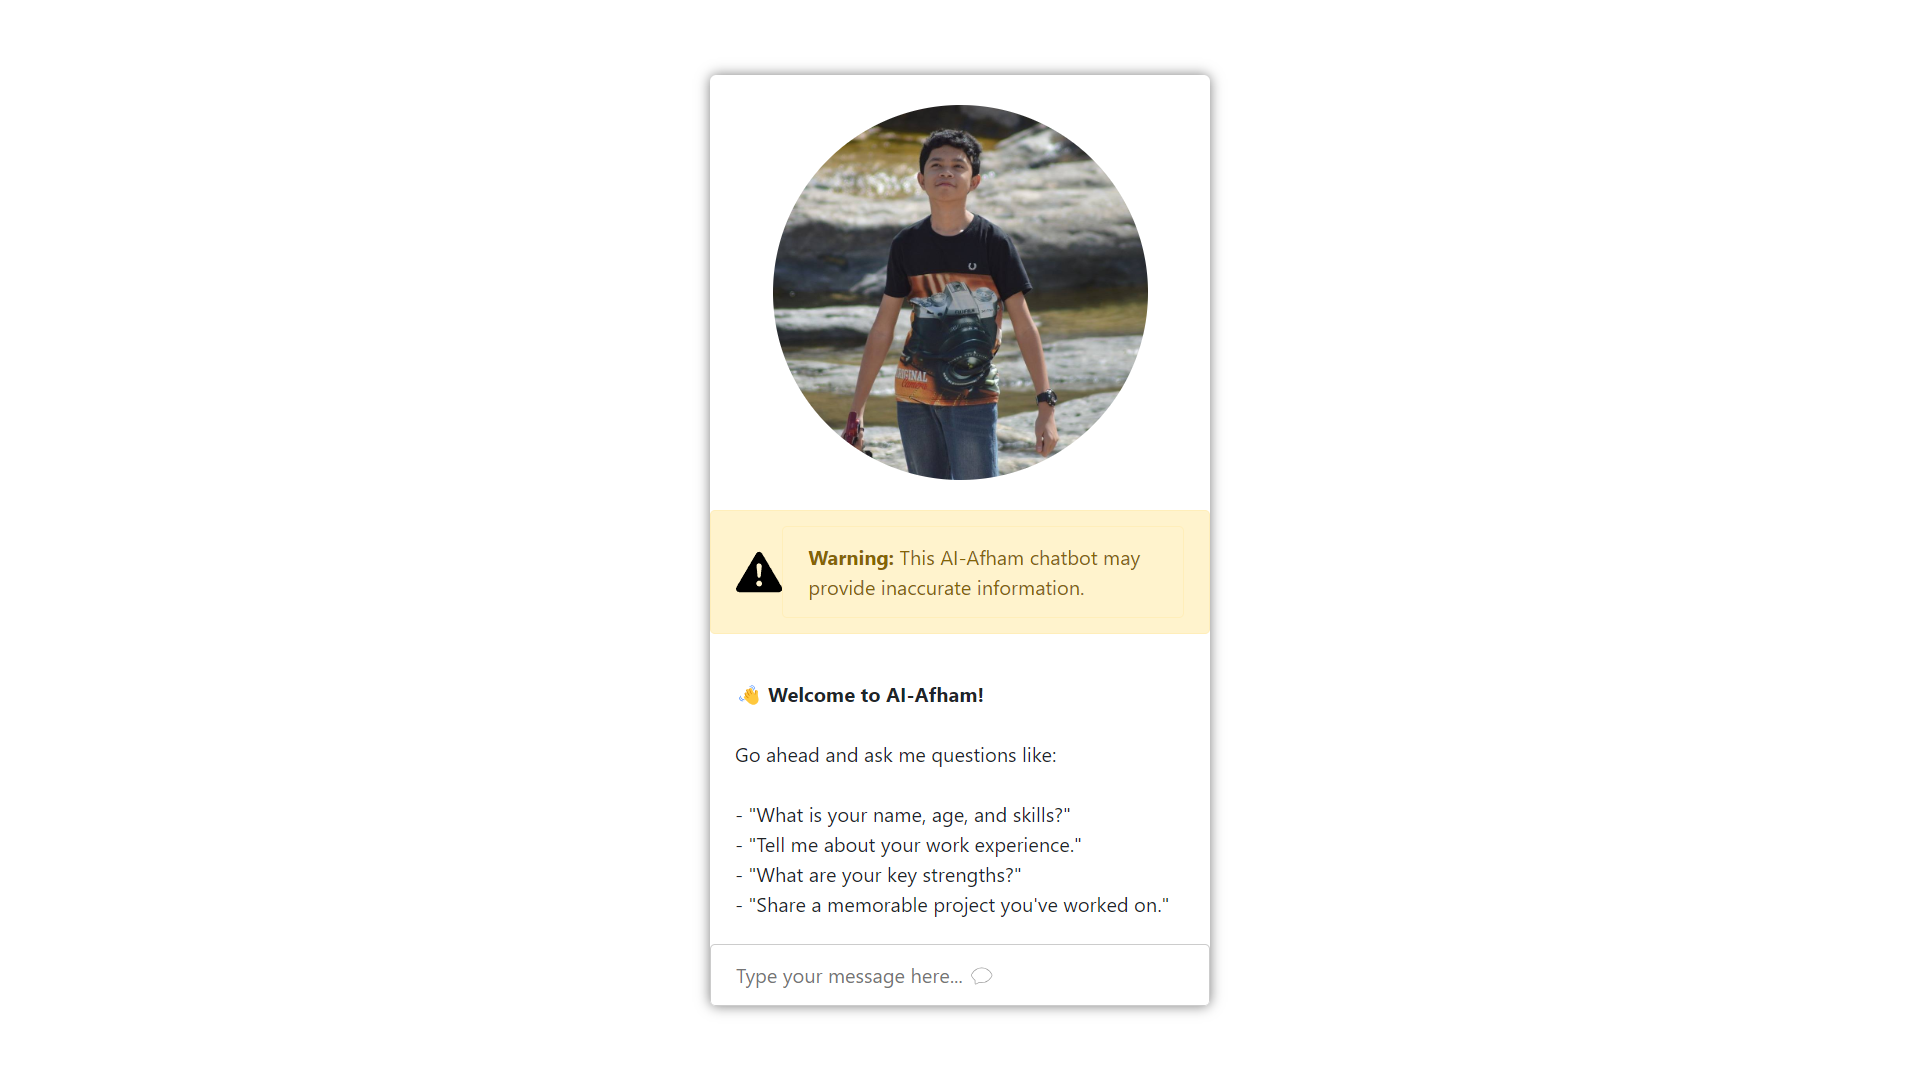 ORIGINAL
Warning: This AI-Afham chatbot may
provide inaccurate information.
👋 Welcome to AI-Afham!
Go ahead and ask me questions like:
- "What is your name, age, and skills?"
- "Tell me about your work experience."
- "What are your key strengths?"
- "Share a memorable project you've worked on."
Type your message here... 💬